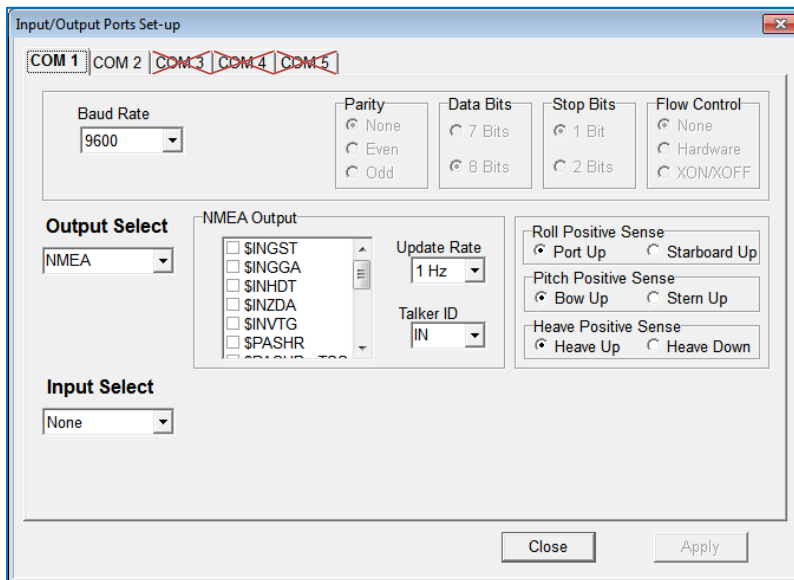 Input/Output Ports Set-up
COM 1 COM 2 COM 3 COM 4 COM 5
Baud Rate
9600
Parity
None
Even
Odd
Data Bits
7 Bits
8 Bits
Stop Bits
1 Bit
2 Bits
Flow Control
None
Hardware
XON/XOFF
Output Select
NMEA
NMEA Output
$INGST
$INGGA
$INHDT
$INZDA
$INVTG
$PASHR
Update Rate
1 Hz
Talker ID
IN
Roll Positive Sense
Port Up Starboard Up
Pitch Positive Sense
Bow Up Stern Up
Heave Positive Sense
Heave Up Heave Down
Input Select
None
Close Apply